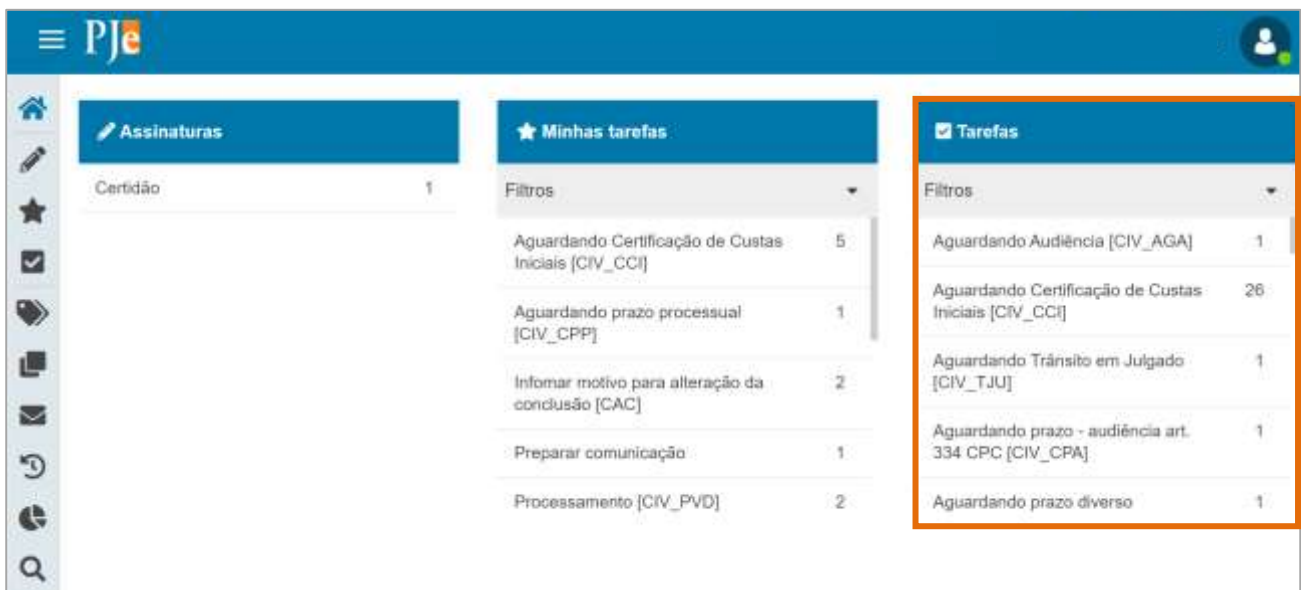 PJe
Assinaturas
Certidão 1
Minhas tarefas
Filtros
Aguardando Certificação de Custas 5
Iniciais [CIV_CCI]
Aguardando prazo processual 1
[CIV_CPP]
Infomar motivo para alteração da 2
conclusão [CAC]
Preparar comunicação 1
Processamento [CIV_PVD] 2
Tarefas
Filtros
Aguardando Audiência [CIV_AGA] 1
Aguardando Certificação de Custas 26
Iniciais [CIV_CCI]
Aguardando Trânsito em Julgado 1
[CIV_TJU]
Aguardando prazo - audiência art. 1
334 CPC [CIV_CPA]
Aguardando prazo diverso 1